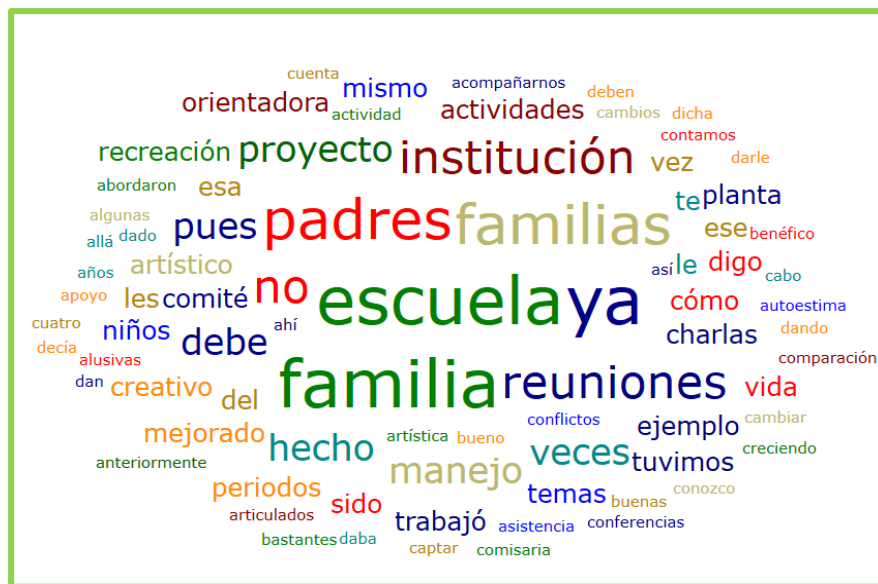 cuenta
mismo acompañarnos deben
orientadora actividad actividades cambios dicha
recreación proyecto institución contamos
abordaron esa vez darle
algunas pues padres familias te planta
allá dado ese benéfico
años artístico no escuela ya así le digo cabo
apoyo les comité cómo autoestima
cuatro niños debe ahí charlas dando
decía alusivas comparación
dan creativo del familia reuniones vida
mejorado hecho artística bueno conflictos ejemplo cambiar
anteriormente manejo veces tuvimos creciendo
periodos sido temas buenas conozco
articulados trabajó asistencia conferencias
bastantes daba captar comisaria